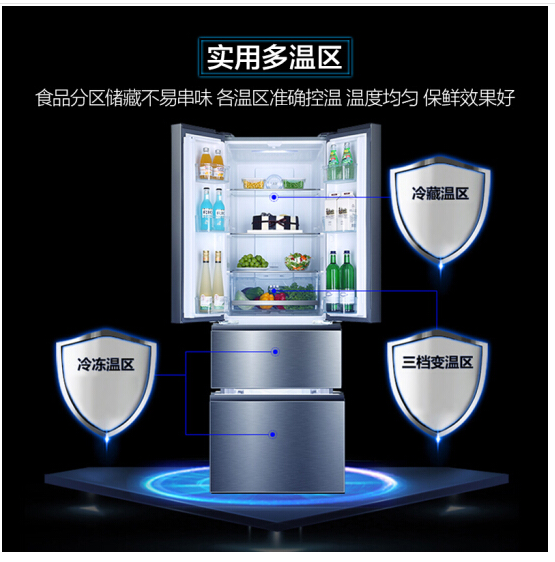 实用多温区
食品分区储藏不易串味 各温区准确控温 温度均匀 保鲜效果好
冷藏温区
冷冻温区
三档变温区